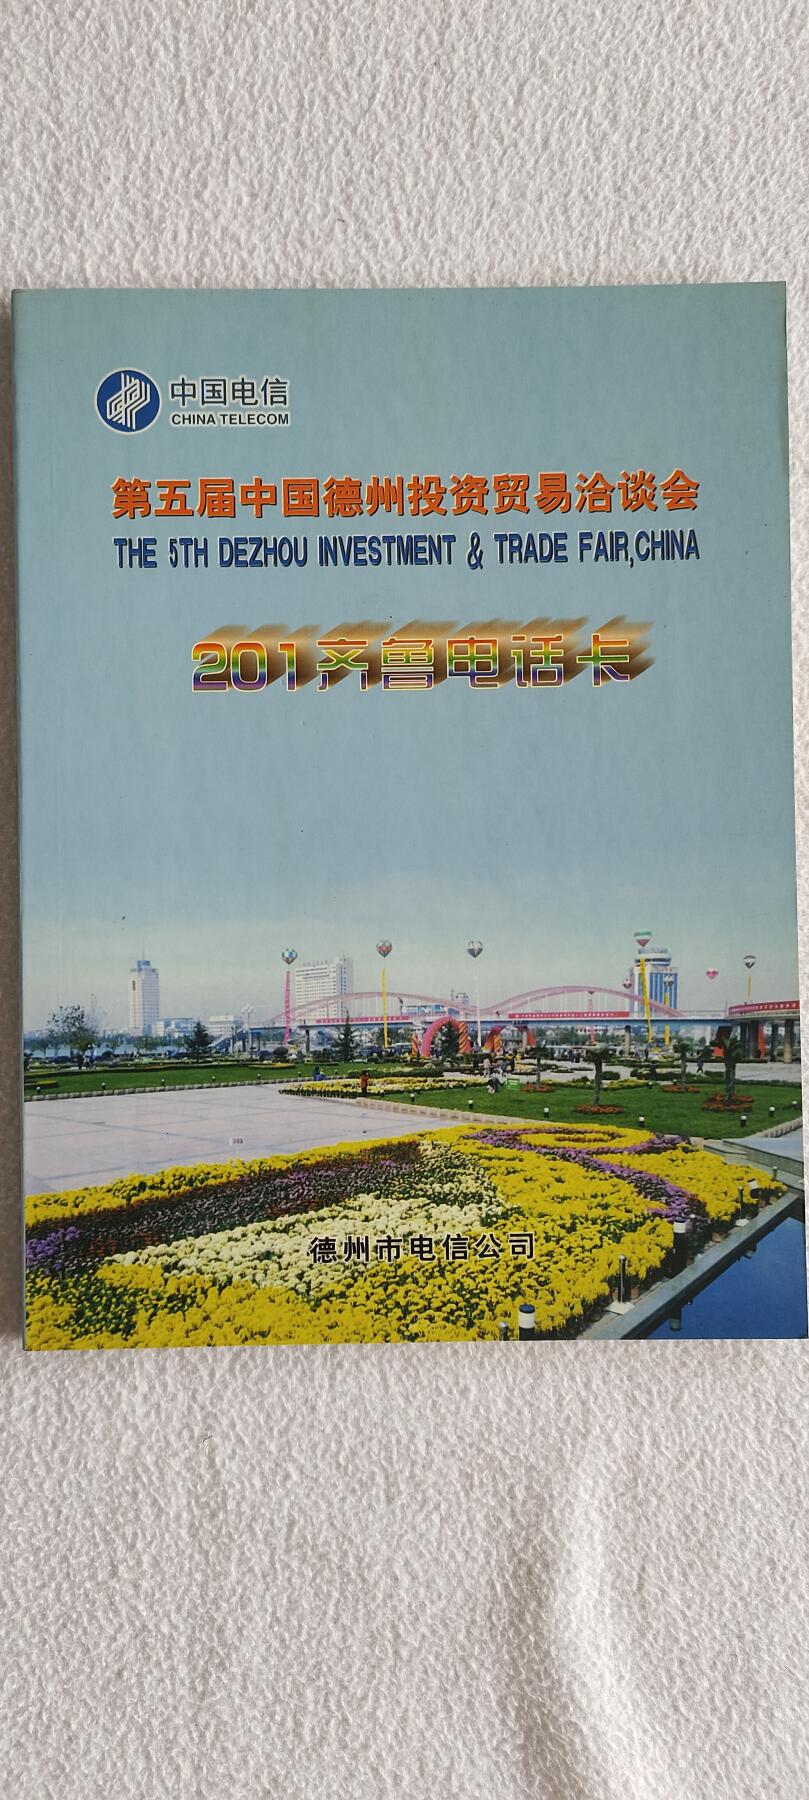 中国电信
CHINA TELECOM
第五届中国德州投资贸易洽谈会
THE 5TH DEZHOU INVESTMENT & TRADE FAIR,CHINA
201齐鲁电话卡
德州市电信公司